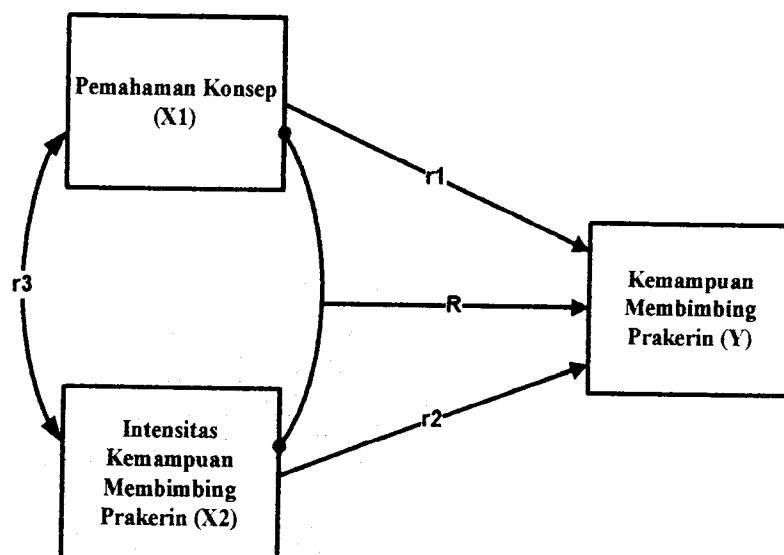 Pemahaman Konsep
(X1)
r1
r3
R
Kemampuan
Membimbing
Prakerin (Y)
r2
Intensitas
Kemampuan
Membimbing
Prakerin (X2)